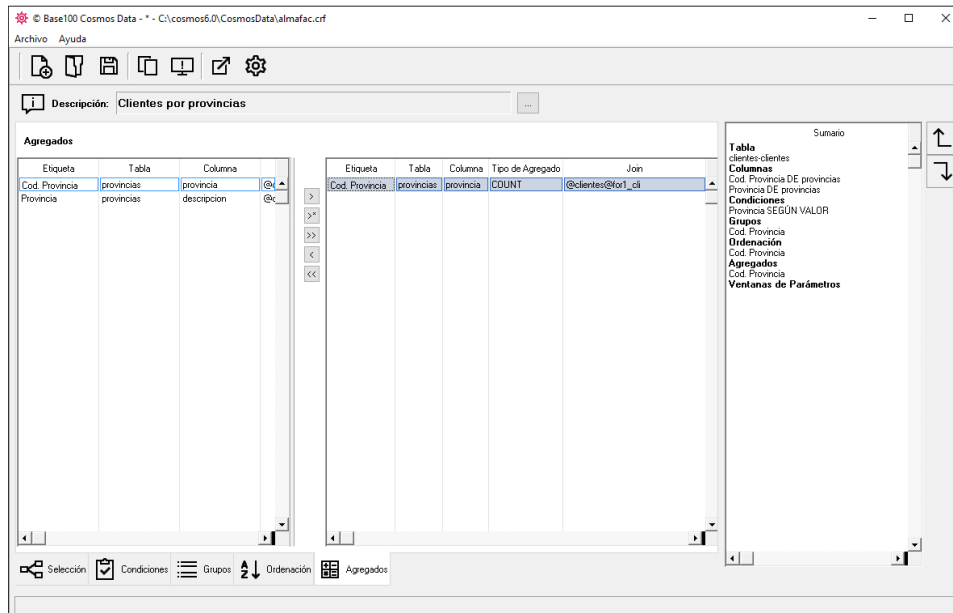 © Base100 Cosmos Data - * - C:\cosmos6.0\CosmosData\almafac.crf
Archivo Ayuda
Descripción: Clientes por provincias ...
Agregados
Etiqueta Tabla Columna
Cod. Provincia provincias provincia
Provincia provincias descripcion
>
>*
>>
<
<<
Etiqueta Tabla Columna Tipo de Agregado Join
Cod. Provincia provincias provincia COUNT @clientes@for1_cli
Sumario
Tabla
clientes-clientes
Columnas
Cod. Provincia DE provincias
Provincia DE provincias
Condiciones
Provincia SEGÚN VALOR
Grupos
Cod. Provincia
Ordenación
Cod. Provincia
Agregados
Cod. Provincia
Ventanas de Parámetros
Selección Condiciones Grupos Ordenación Agregados